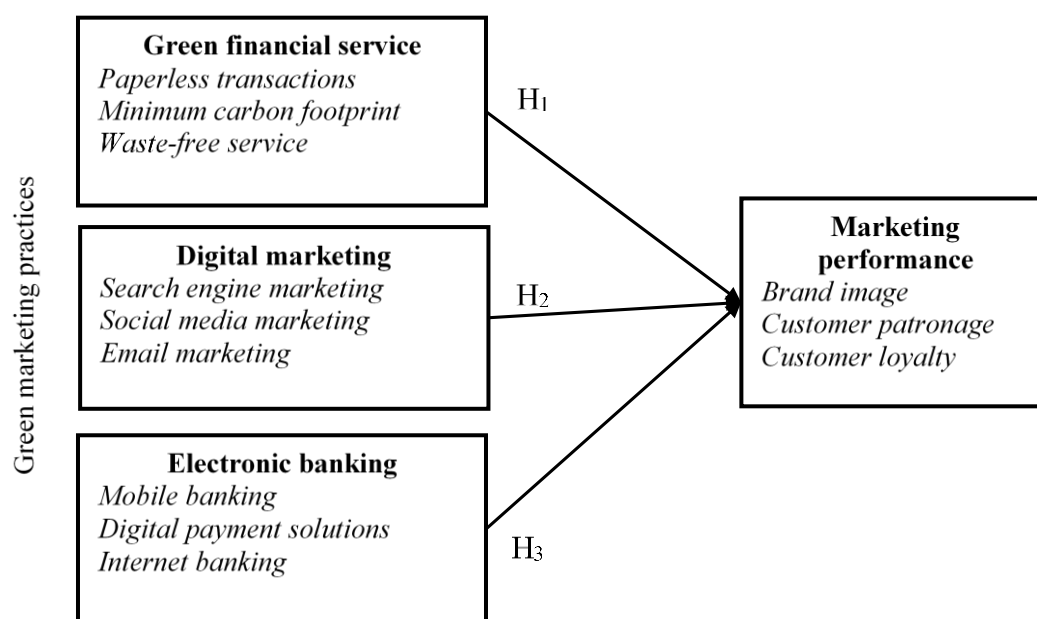 Green marketing practices
Green financial service
Paperless transactions
Minimum carbon footprint
Waste-free service
H₁
Digital marketing
Search engine marketing
Social media marketing
Email marketing
H₂
Electronic banking
Mobile banking
Digital payment solutions
Internet banking
H₃
Marketing
performance
Brand image
Customer patronage
Customer loyalty